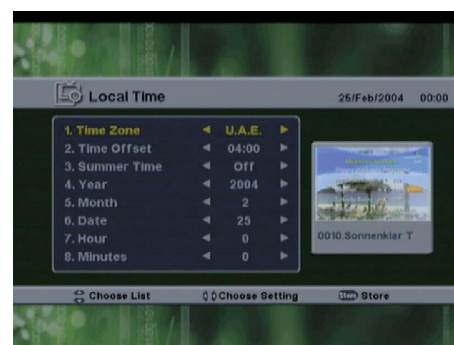 Local Time
25/Feb/2004 00:00
1. Time Zone U.A.E.
2. Time Offset 04:00
3. Summer Time Off
4. Year 2004
5. Month 2
6. Date 25
7. Hour 0
8. Minutes 0
0010.Sonnenklar T
Choose List Choose Setting Store